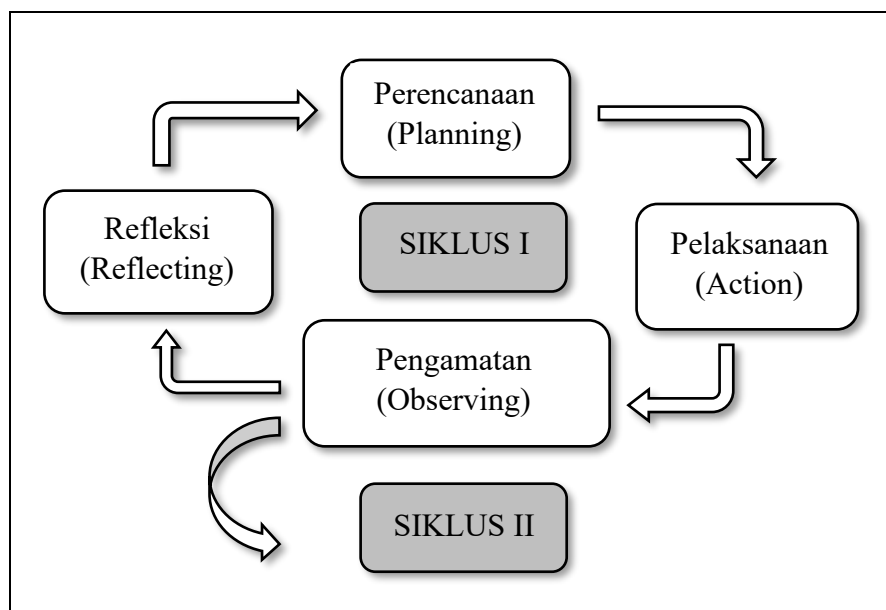 Perencanaan
(Planning)
Refleksi
(Reflecting)
SIKLUS I
Pelaksanaan
(Action)
Pengamatan
(Observing)
SIKLUS II